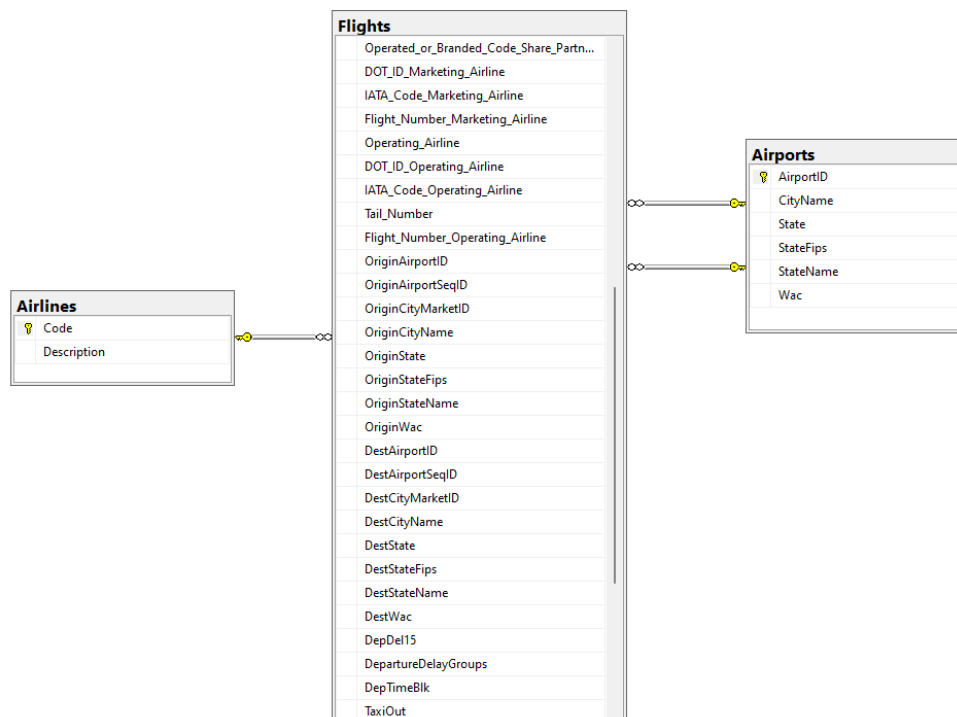 Flights
Operated_or_Branded_Code_Share_Partn...
DOT_ID_Marketing_Airline
IATA_Code_Marketing_Airline
Flight_Number_Marketing_Airline
Operating_Airline
DOT_ID_Operating_Airline
IATA_Code_Operating_Airline
Tail_Number
Flight_Number_Operating_Airline
OriginAirportID
OriginAirportSeqID
OriginCityMarketID
OriginCityName
OriginState
OriginStateFips
OriginStateName
OriginWac
DestAirportID
DestAirportSeqID
DestCityMarketID
DestCityName
DestState
DestStateFips
DestStateName
DestWac
DepDel15
DepartureDelayGroups
DepTimeBlk
TaxiOut
Airports
AirportID
CityName
State
StateFips
StateName
Wac
Airlines
Code
Description